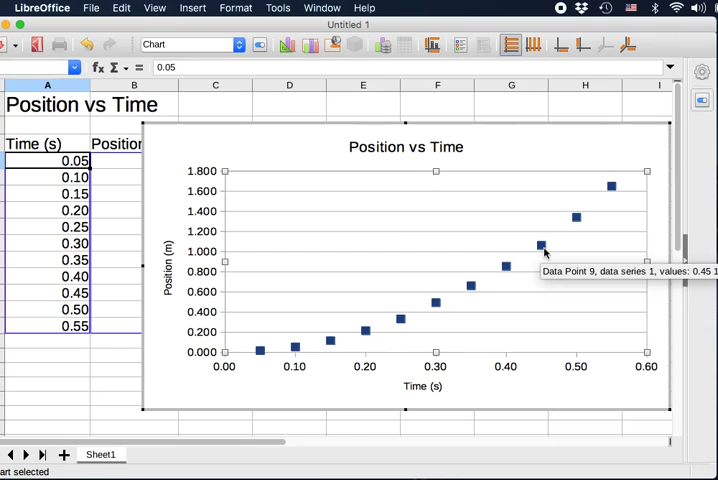 LibreOffice File Edit View Insert Format Tools Window Help
Untitled 1
Chart
fx Σ = 0.05
A B C D E F G H I
Position vs Time
Time (s) Position
0.05
0.10
0.15
0.20
0.25
0.30
0.35
0.40
0.45
0.50
0.55
Position vs Time
1.800
1.600
1.400
1.200
1.000
0.800
0.600
0.400
0.200
0.000
Position (m)
0.00 0.10 0.20 0.30 0.40 0.50 0.60
Time (s)
Data Point 9, data series 1, values: 0.45 1
Sheet1
art selected